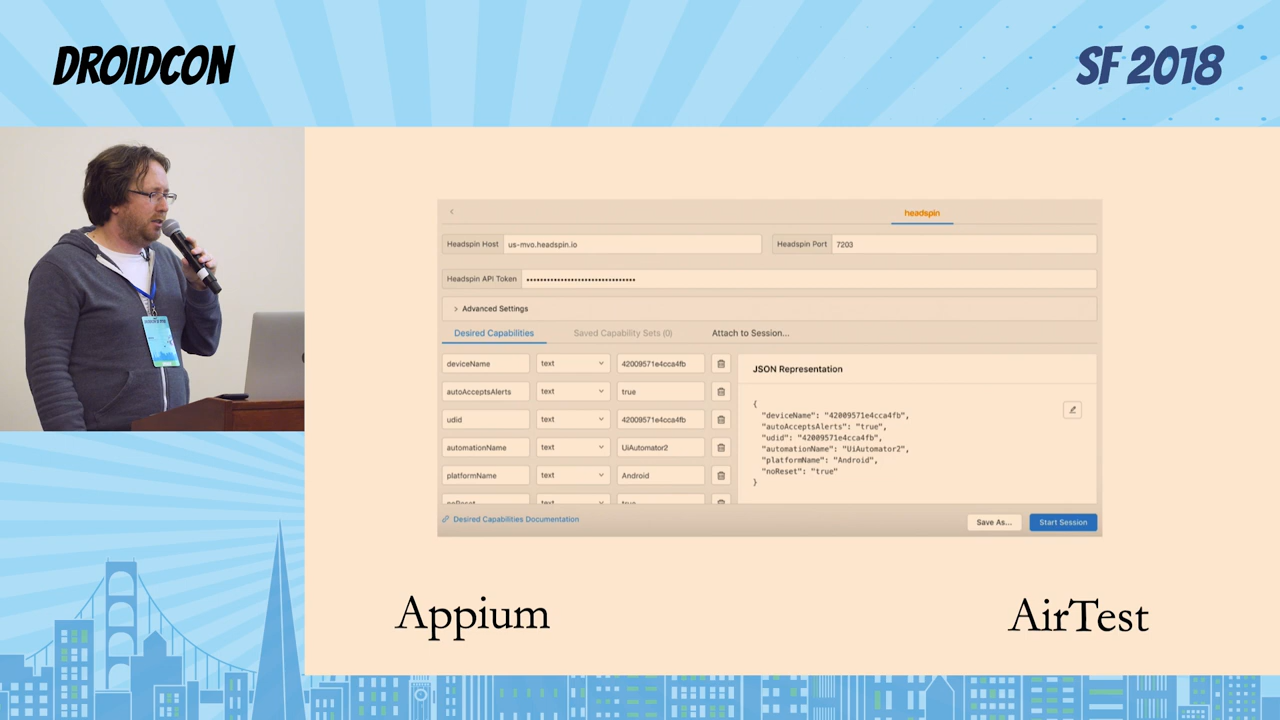 DROIDCON
SF 2018
headspin
Headspin Host us-mvo.headspin.io
Headspin Port 7203
Headspin API Token ••••••••••••••••••••••••••••••••
> Advanced Settings
Desired Capabilities
Saved Capability Sets (0)
Attach to Session...
deviceName text 42009571e4cca4fb
autoAcceptsAlerts text true
udid text 42009571e4cca4fb
automationName text UiAutomator2
platformName text Android
noReset text true
JSON Representation
{
"deviceName": "42009571e4cca4fb",
"autoAcceptsAlerts": "true",
"udid": "42009571e4cca4fb",
"automationName": "UiAutomator2",
"platformName": "Android",
"noReset": "true"
}
Desired Capabilities Documentation
Save As...
Start Session
Appium
AirTest